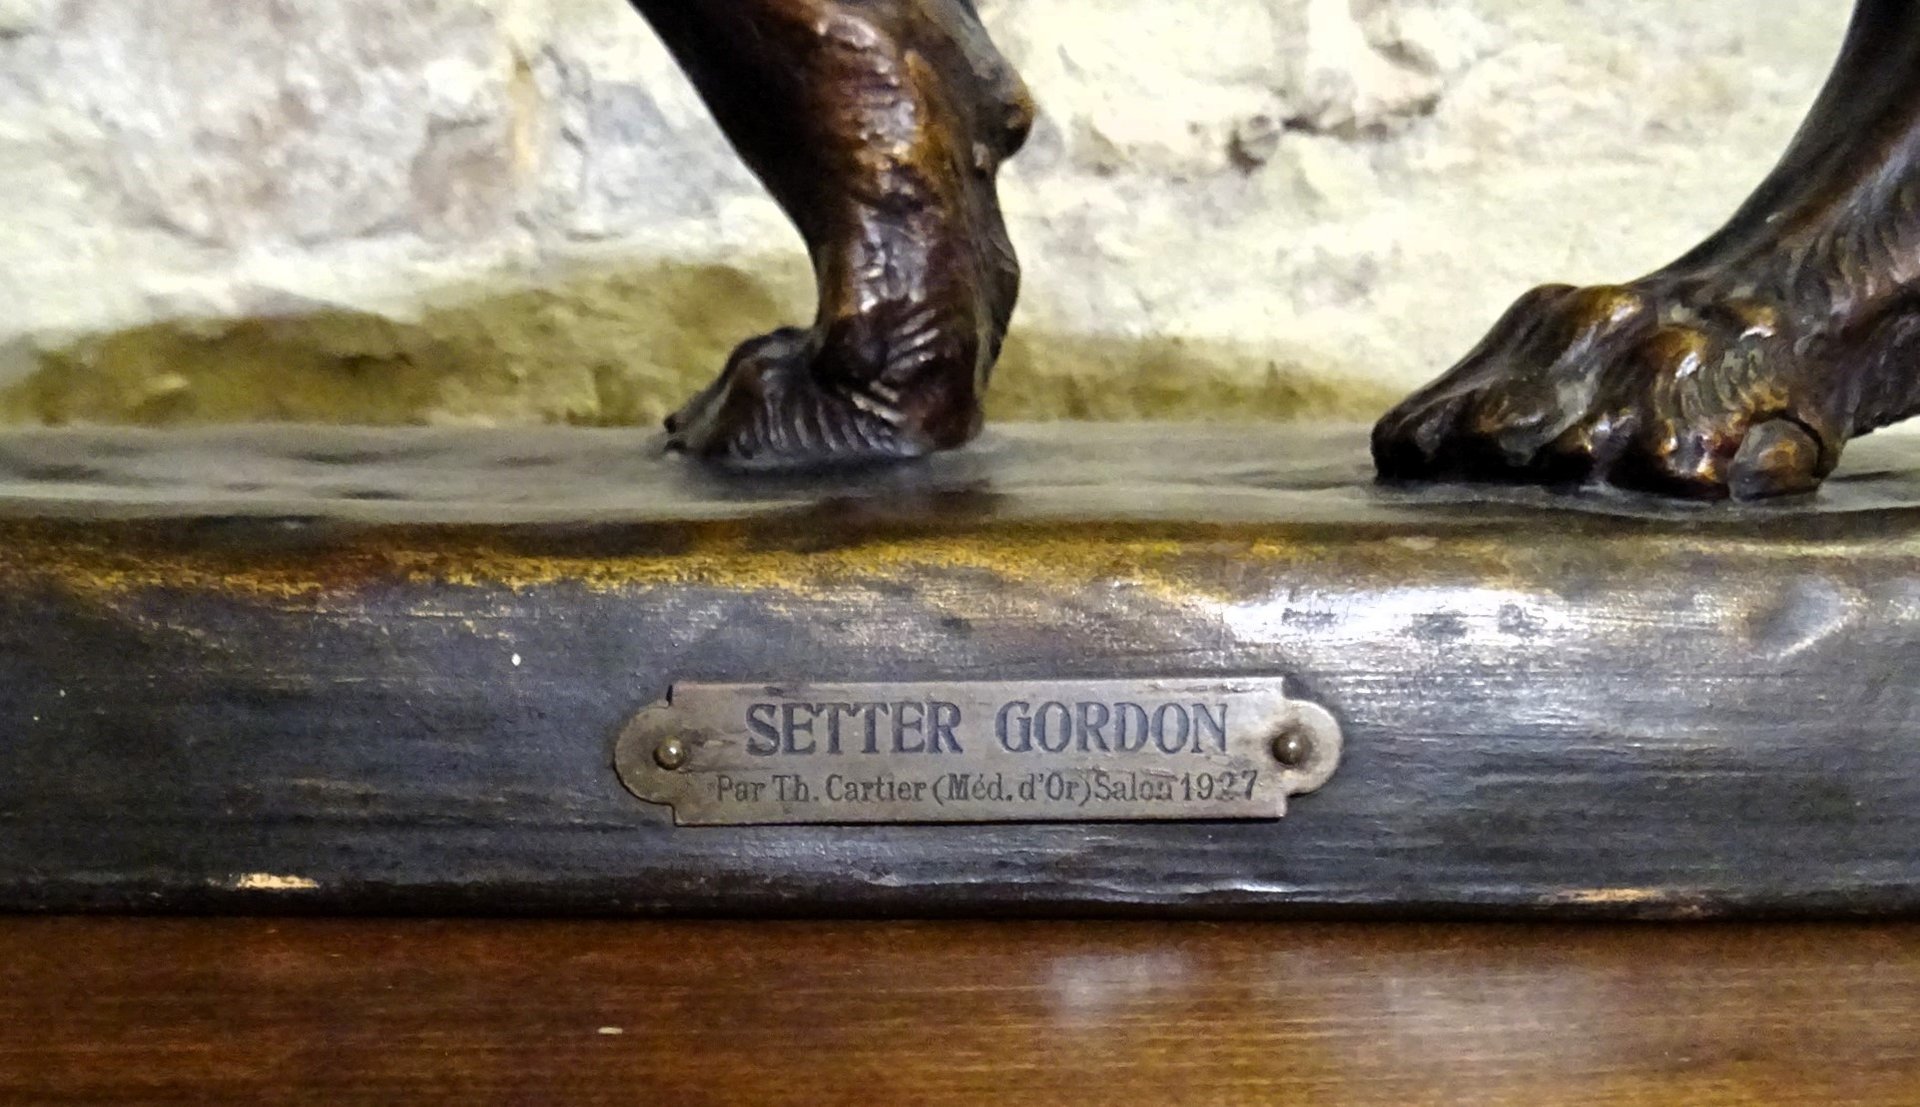 SETTER GORDON
Par Th. Cartier (Méd. d'Or) Salon 1927